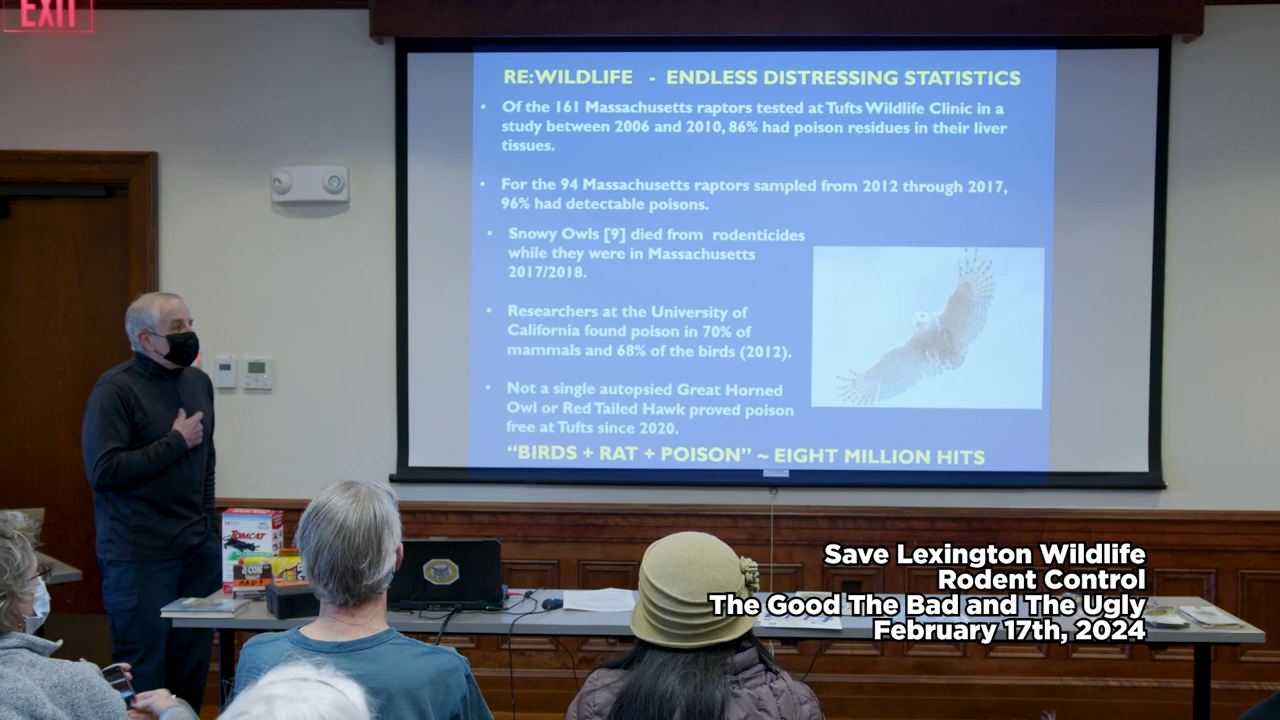 EXIT
RE:WILDLIFE - ENDLESS DISTRESSING STATISTICS
• Of the 161 Massachusetts raptors tested at Tufts Wildlife Clinic in a
study between 2006 and 2010, 86% had poison residues in their liver
tissues.
• For the 94 Massachusetts raptors sampled from 2012 through 2017,
96% had detectable poisons.
• Snowy Owls [9] died from rodenticides
while they were in Massachusetts
2017/2018.
• Researchers at the University of
California found poison in 70% of
mammals and 68% of the birds (2012).
• Not a single autopsied Great Horned
Owl or Red Tailed Hawk proved poison
free at Tufts since 2020.
“BIRDS + RAT + POISON” ~ EIGHT MILLION HITS
TOMCAT
Save Lexington Wildlife
Rodent Control
The Good The Bad and The Ugly
February 17th, 2024